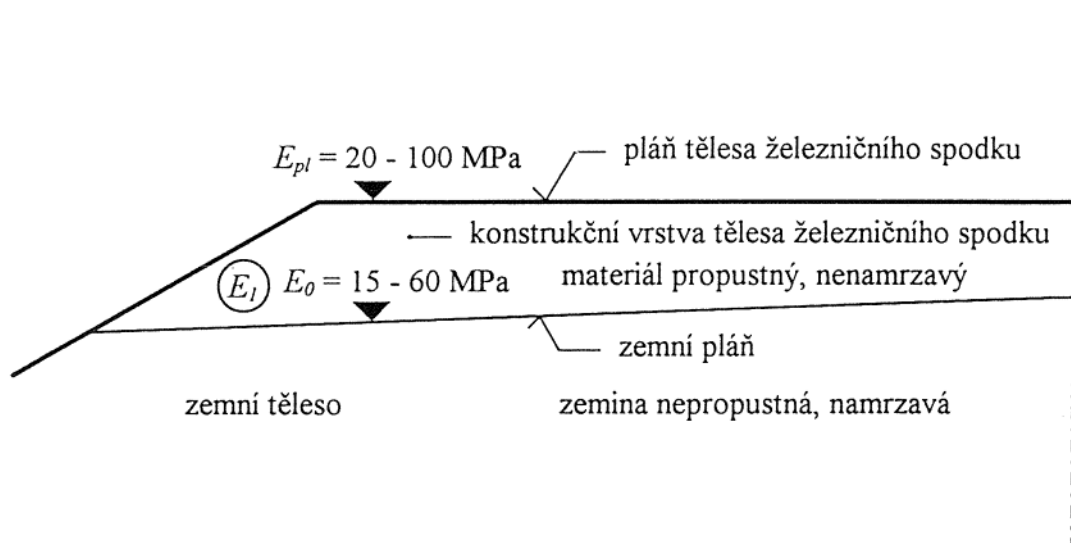 E_pl = 20 - 100 MPa
pláň tělesa železničního spodku
konstrukční vrstva tělesa železničního spodku
materiál propustný, nenamrzavý
E_1 E_0 = 15 - 60 MPa
zemní pláň
zemní těleso
zemina nepropustná, namrzavá